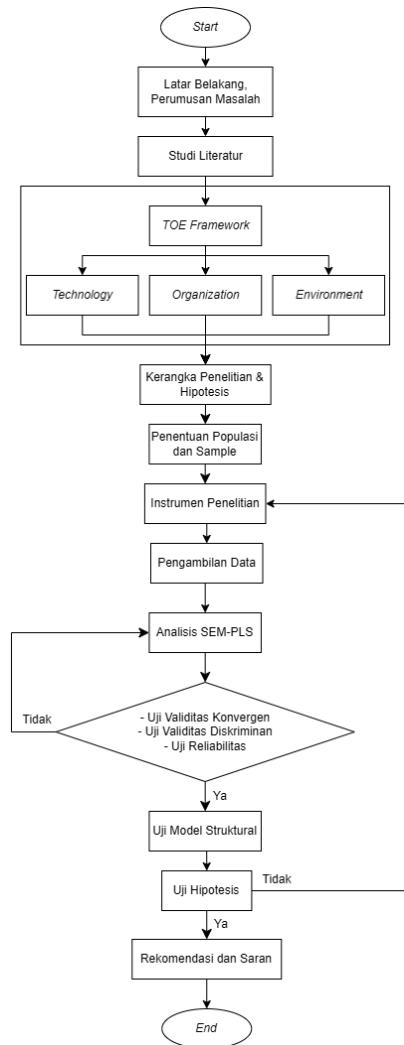 Start
Latar Belakang,
Perumusan Masalah
Studi Literatur
TOE Framework
Technology
Organization
Environment
Kerangka Penelitian &
Hipotesis
Penentuan Populasi
dan Sample
Instrumen Penelitian
Pengambilan Data
Analisis SEM-PLS
Tidak
- Uji Validitas Konvergen
- Uji Validitas Diskriminan
- Uji Reliabilitas
Ya
Uji Model Struktural
Uji Hipotesis
Tidak
Ya
Rekomendasi dan Saran
End